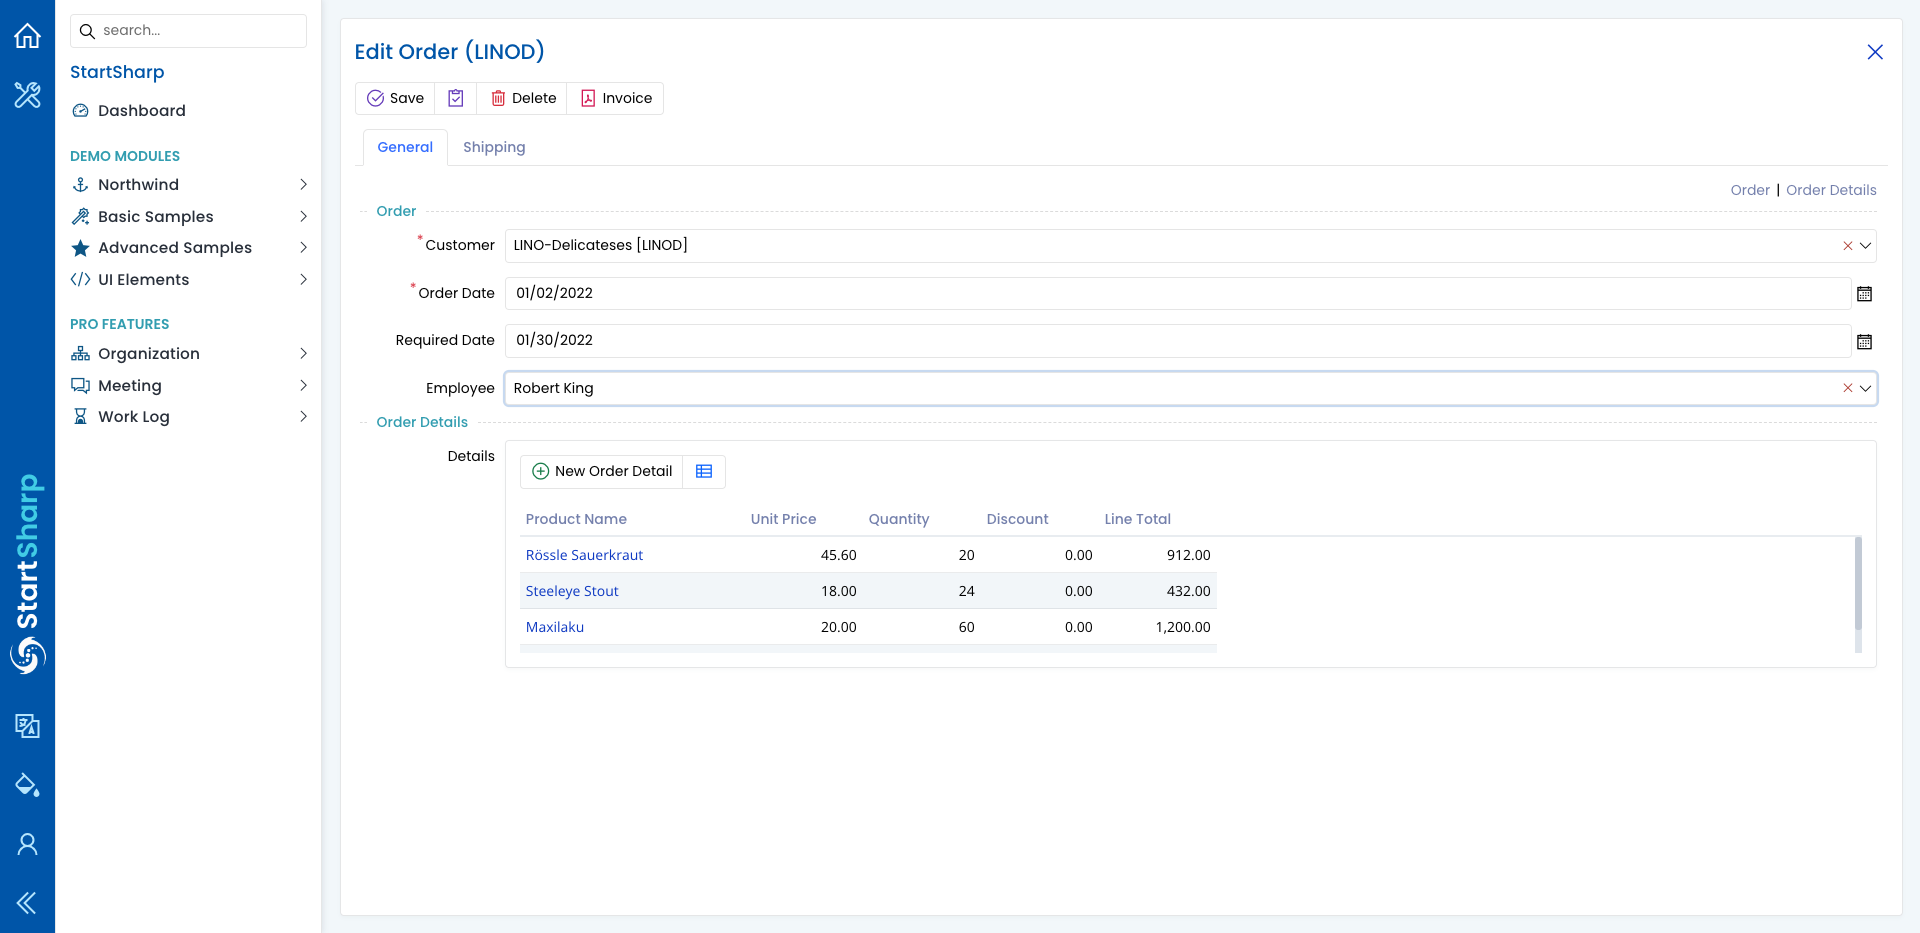 search...
StartSharp
Dashboard
DEMO MODULES
Northwind
Basic Samples
Advanced Samples
UI Elements
PRO FEATURES
Organization
Meeting
Work Log
StartSharp
Edit Order (LINOD)
Save
Delete
Invoice
General
Shipping
Order | Order Details
Order
* Customer
LINO-Delicateses [LINOD]
* Order Date
01/02/2022
Required Date
01/30/2022
Employee
Robert King
Order Details
Details
New Order Detail
Product Name Unit Price Quantity Discount Line Total
Rössle Sauerkraut 45.60 20 0.00 912.00
Steeleye Stout 18.00 24 0.00 432.00
Maxilaku 20.00 60 0.00 1,200.00